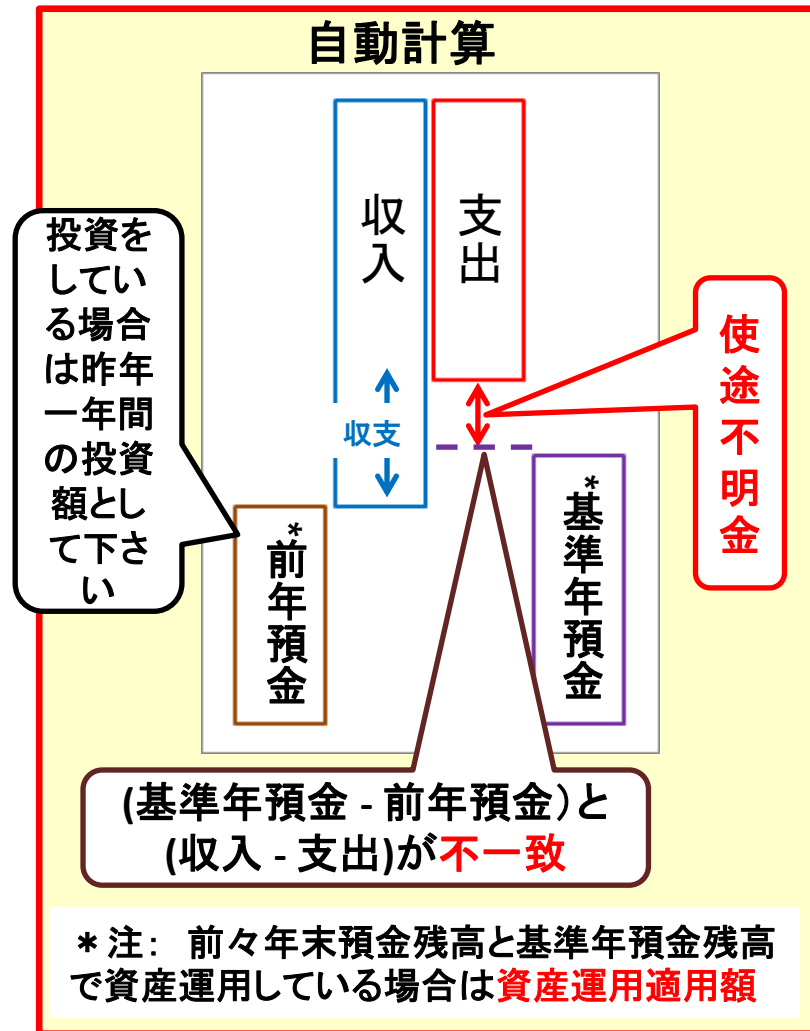 自動計算
収入
支出
投資を
してい
る場合
は昨年
一年間
の投資
額とし
て下さ
い
収支
使途不明金
*前年預金
*基準年預金
(基準年預金 - 前年預金）と
(収入 - 支出)が不一致
＊注： 前々年末預金残高と基準年預金残高
で資産運用している場合は資産運用適用額